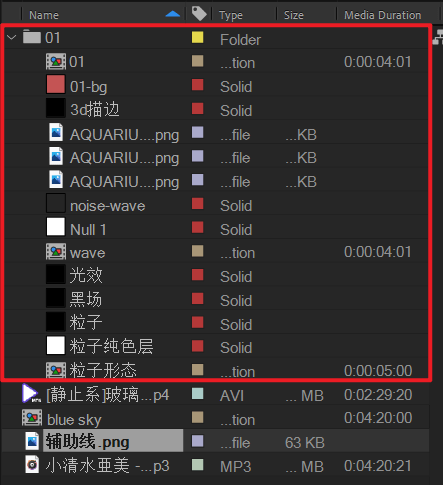 Name Type Size Media Duration
01 Folder
01 ...tion 0:00:04:01
01-bg Solid
3d描边 Solid
AQUARIU....png ...file ...KB
AQUARIU....png ...file ...KB
AQUARIU....png ...file ...KB
noise-wave Solid
Null 1 Solid
wave ...tion 0:00:04:01
光效 Solid
黑场 Solid
粒子 Solid
粒子纯色层 Solid
粒子形态 ...tion 0:00:05:00
[静止系]玻璃...p4 AVI ... MB 0:02:29:20
blue sky ...tion 0:04:20:00
辅助线.png ...file 63 KB
小清水亜美 -...p3 MP3 ... MB 0:04:20:21